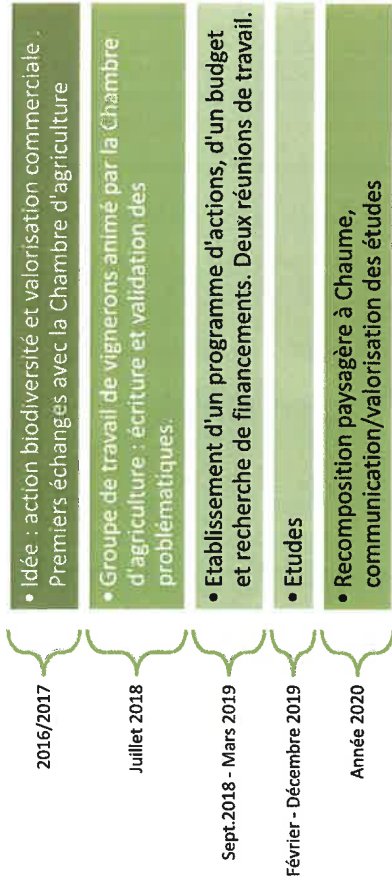 2016/2017
• Idée : action biodiversité et valorisation commerciale .
Premiers échanges avec la Chambre d'agriculture
Juillet 2018
• Groupe de travail de vignerons animé par la Chambre
d'agriculture : écriture et validation des
problématiques.
Sept.2018 - Mars 2019
• Etablissement d'un programme d'actions, d'un budget
et recherche de financements. Deux réunions de travail.
Février - Décembre 2019
• Etudes
Année 2020
• Recomposition paysagère à Chaume,
communication/valorisation des études